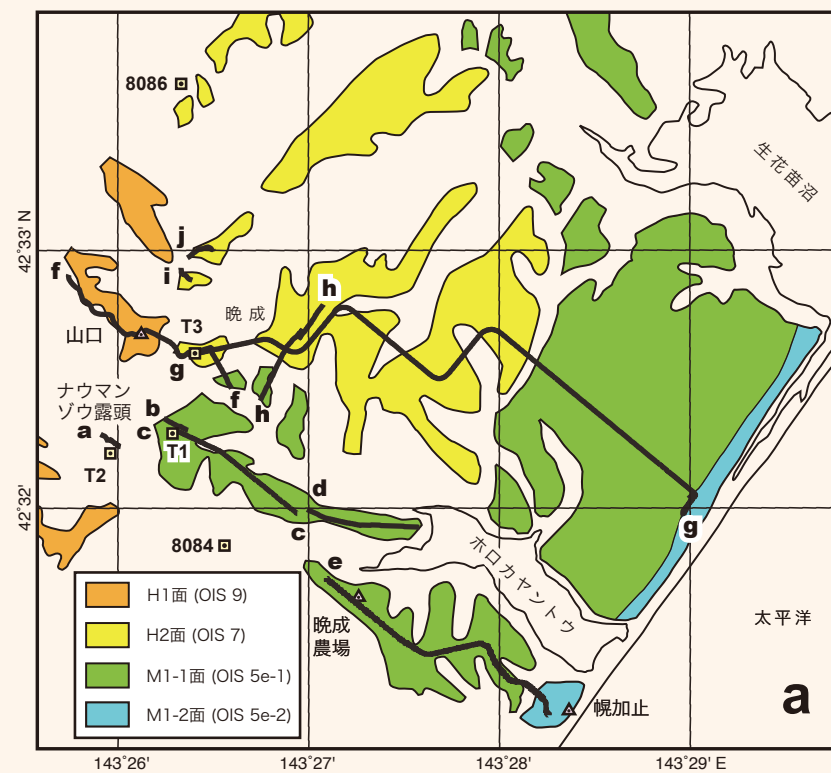 8086
生花苗沼
42°33' N
j
f
i
h
晩成
T3
山口
g
f
h
ナウマン
ゾウ露頭
b
a
c
T1
T2
d
c
42°32'
g
8084
ホロカヤントウ
e
H1面 (OIS 9)
H2面 (OIS 7)
M1-1面 (OIS 5e-1)
M1-2面 (OIS 5e-2)
晩成
農場
太平洋
幌加止
a
143°26'
143°27'
143°28'
143°29' E